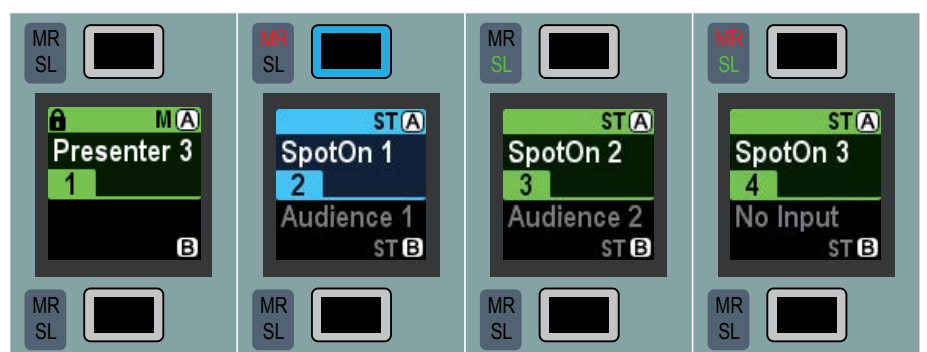 MR
SL
M A
Presenter 3
1
B
MR
SL
MR
SL
ST A
SpotOn 1
2
Audience 1
ST B
MR
SL
MR
SL
ST A
SpotOn 2
3
Audience 2
ST B
MR
SL
MR
SL
ST A
SpotOn 3
4
No Input
ST B
MR
SL